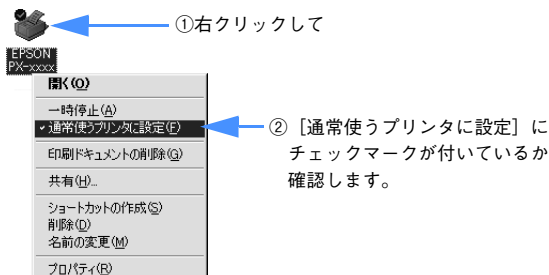 ①右クリックして
EPSON
PX-xxxx
開く(O)
一時停止(A)
通常使うプリンタに設定(F)
印刷ドキュメントの削除(G)
共有(H)...
ショートカットの作成(S)
削除(D)
名前の変更(M)
プロパティ(R)
②［通常使うプリンタに設定］に
チェックマークが付いているか
確認します。